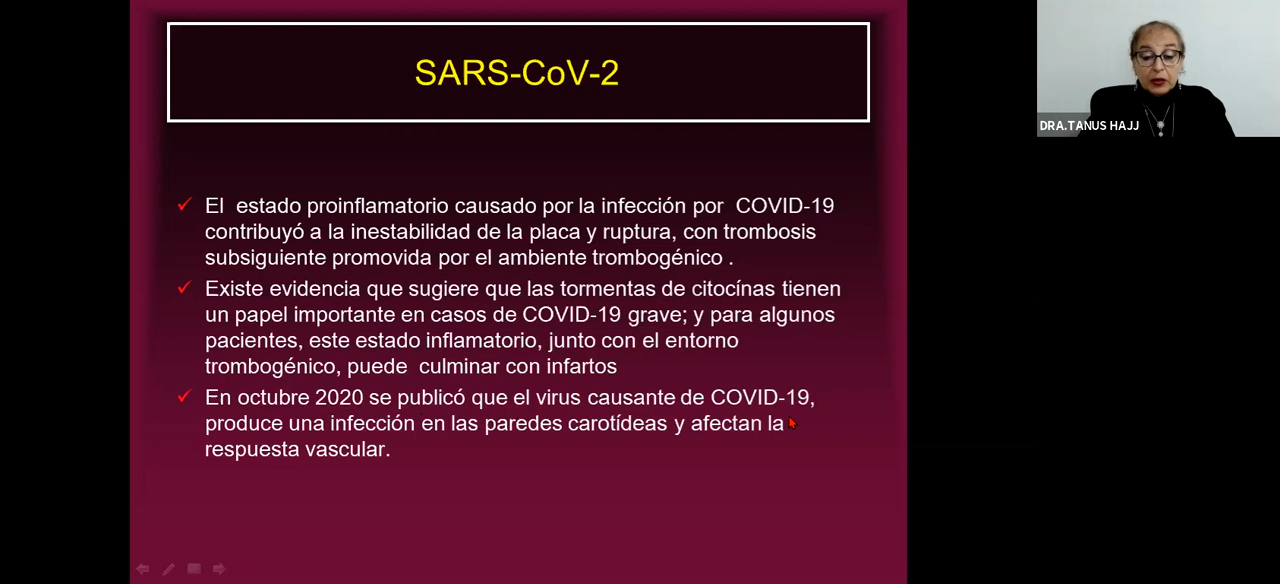 SARS-CoV-2
DRA.TANUS HAJJ
El estado proinflamatorio causado por la infección por COVID-19
contribuyó a la inestabilidad de la placa y ruptura, con trombosis
subsiguiente promovida por el ambiente trombogénico .
Existe evidencia que sugiere que las tormentas de citocínas tienen
un papel importante en casos de COVID-19 grave; y para algunos
pacientes, este estado inflamatorio, junto con el entorno
trombogénico, puede culminar con infartos
En octubre 2020 se publicó que el virus causante de COVID-19,
produce una infección en las paredes carotídeas y afectan la
respuesta vascular.